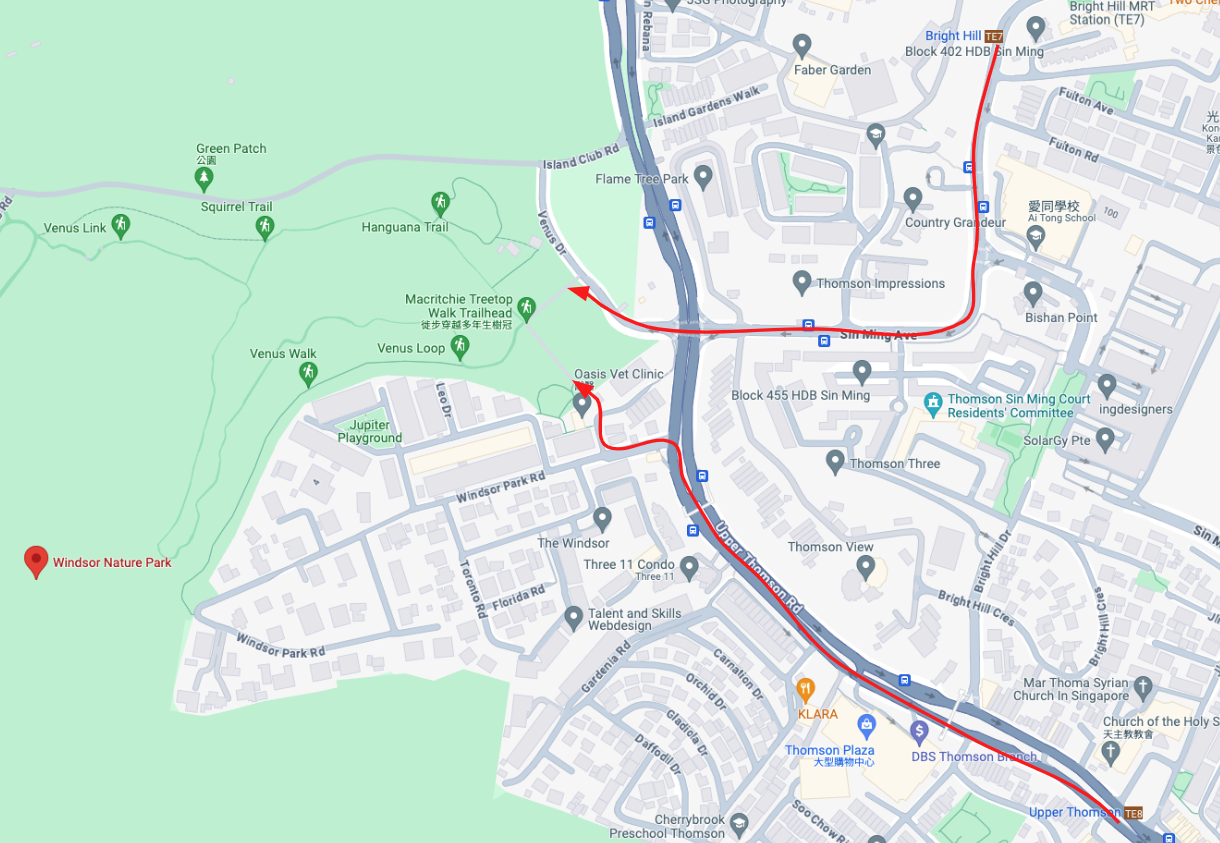 JSG Photography
Bright Hill MRT
Station (TE7)
Bright Hill TE7
Block 402 HDB Sin Ming
Faber Garden
Island Gardens Walk
Fulton Ave
Fulton Rd
Green Patch
公園
Island Club Rd
Flame Tree Park
Squirrel Trail
Venus Link
Hanguana Trail
Venus Dr
Country Grandeur
愛同學校
Ai Tong School
100
Thomson Impressions
Macritchie Treetop
Walk Trailhead
徒步穿越多年生樹冠
Bishan Point
Sin Ming Ave
Venus Walk
Venus Loop
Oasis Vet Clinic
Leo Dr
Block 455 HDB Sin Ming
Thomson Sin Ming Court
Residents' Committee
ingdesigners
Jupiter
Playground
SolarGy Pte
Thomson Three
4
Windsor Park Rd
The Windsor
Upper Thomson Rd
Thomson View
Windsor Nature Park
Three 11 Condo
Three 11
Bright Hill Dr
Toronto Rd
Florida Rd
Talent and Skills
Webdesign
Bright Hill Cres
Bright Hill Cres
Windsor Park Rd
Gardenia Rd
Carnation Dr
Orchid Dr
Mar Thoma Syrian
Church In Singapore
KLARA
Gladiola Dr
Church of the Holy S
天主教教會
Thomson Plaza
大型購物中心
DBS Thomson Branch
Daffodil Dr
Upper Thomson TE8
Soo Chow R
Cherrybrook
Preschool Thomson